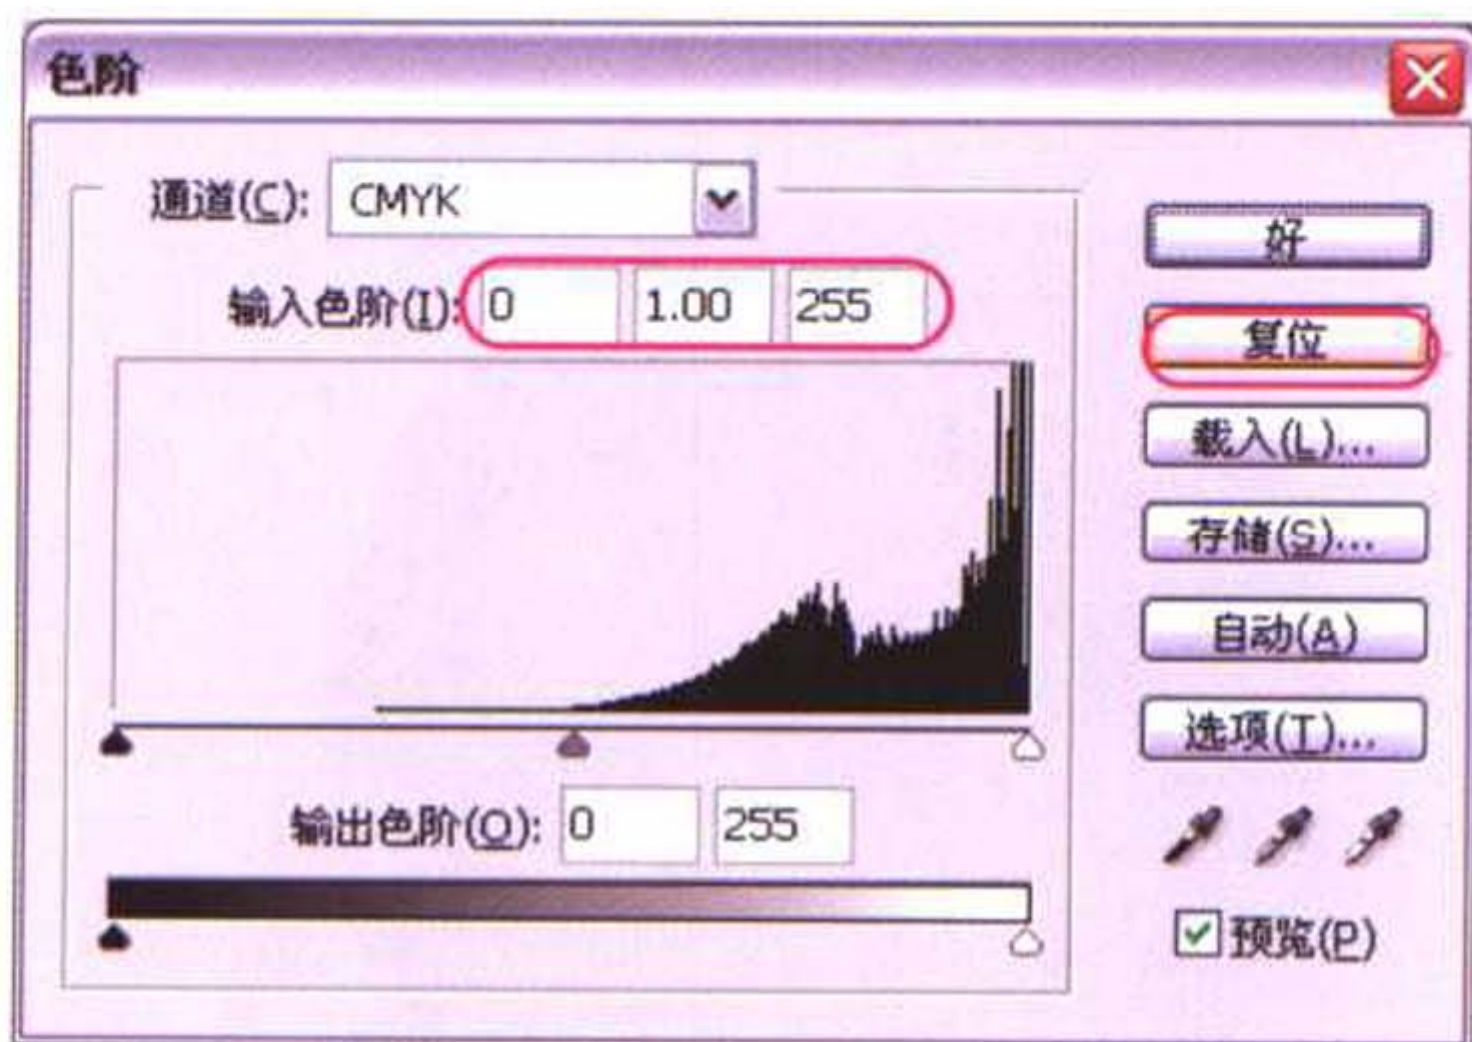 色阶
通道(C): CMYK
输入色阶(I): 0 1.00 255
输出色阶(O): 0 255
好
复位
载入(L)...
存储(S)...
自动(A)
选项(T)...
预览(P)